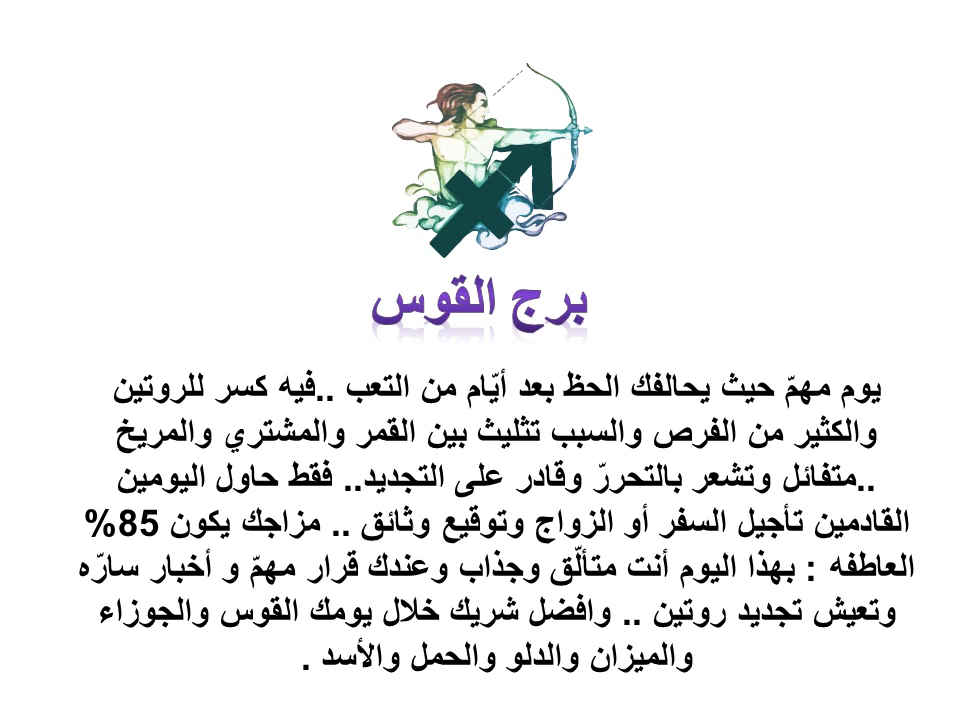 برج القوس
يوم مهمّ حيث يحالفك الحظ بعد أيّام من التعب ..فيه كسر للروتين
والكثير من الفرص والسبب تثليث بين القمر والمشتري والمريخ
..متفائل وتشعر بالتحررّ وقادر على التجديد.. فقط حاول اليومين
القادمين تأجيل السفر أو الزواج وتوقيع وثائق .. مزاجك يكون 85%
العاطفه : بهذا اليوم أنت متألّق وجذاب وعندك قرار مهمّ و أخبار سارّه
وتعيش تجديد روتين .. وافضل شريك خلال يومك القوس والجوزاء
والميزان والدلو والحمل والأسد .